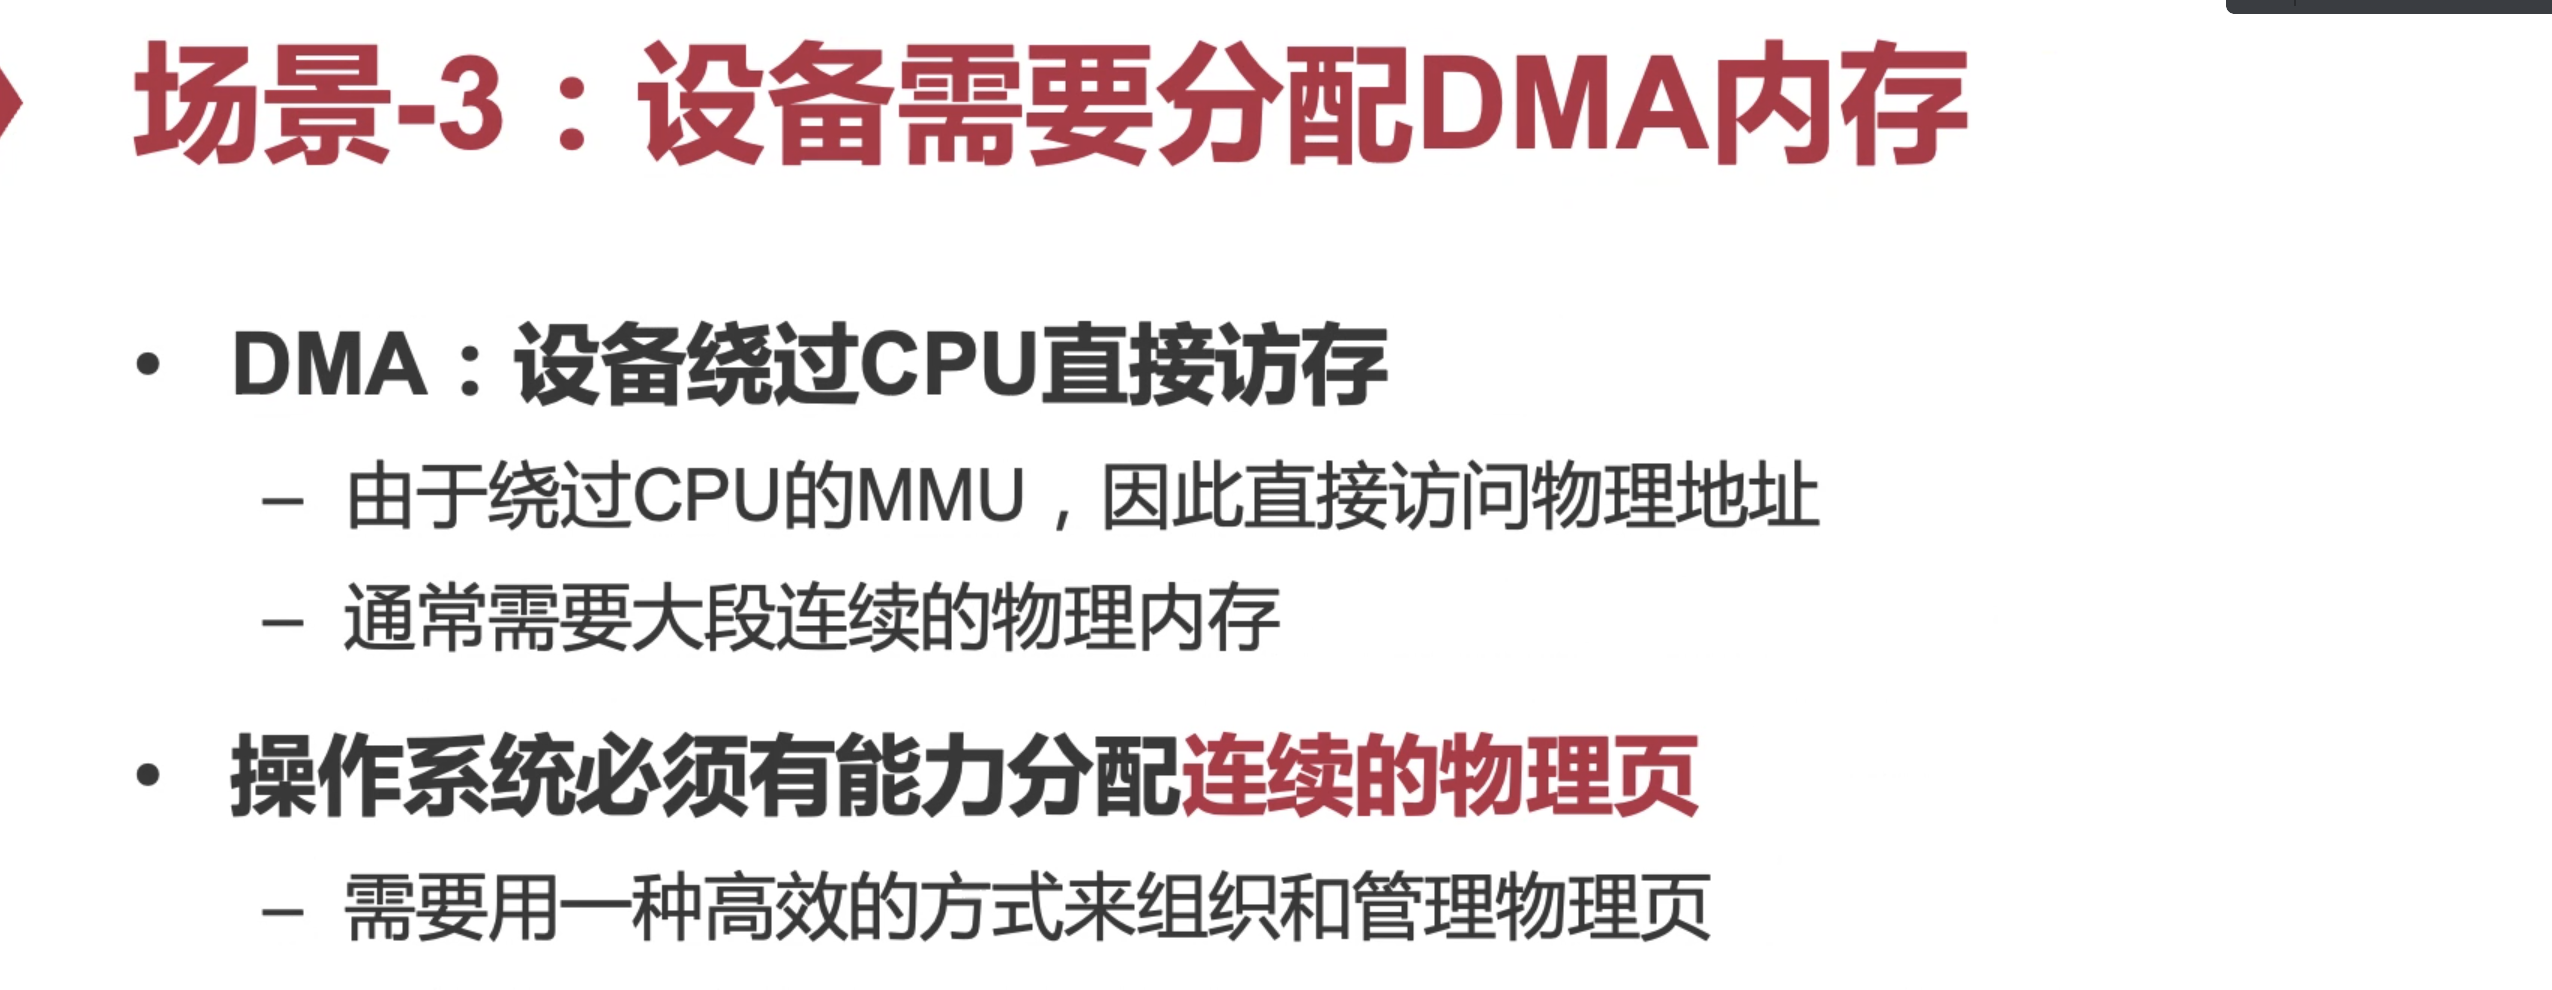 场景-3：设备需要分配DMA内存
• DMA：设备绕过CPU直接访存
– 由于绕过CPU的MMU，因此直接访问物理地址
– 通常需要大段连续的物理内存
• 操作系统必须有能力分配连续的物理页
– 需要用一种高效的方式来组织和管理物理页